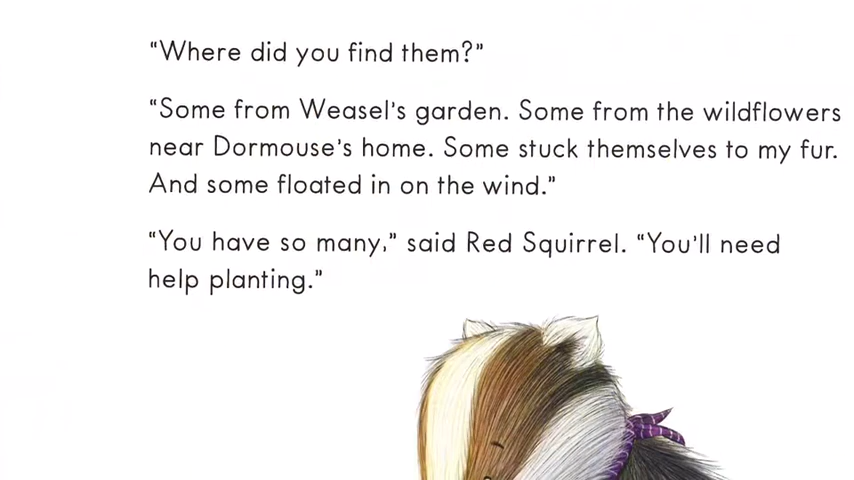 “Where did you find them?”
“Some from Weasel’s garden. Some from the wildflowers
near Dormouse’s home. Some stuck themselves to my fur.
And some floated in on the wind.”
“You have so many,” said Red Squirrel. “You’ll need
help planting.”